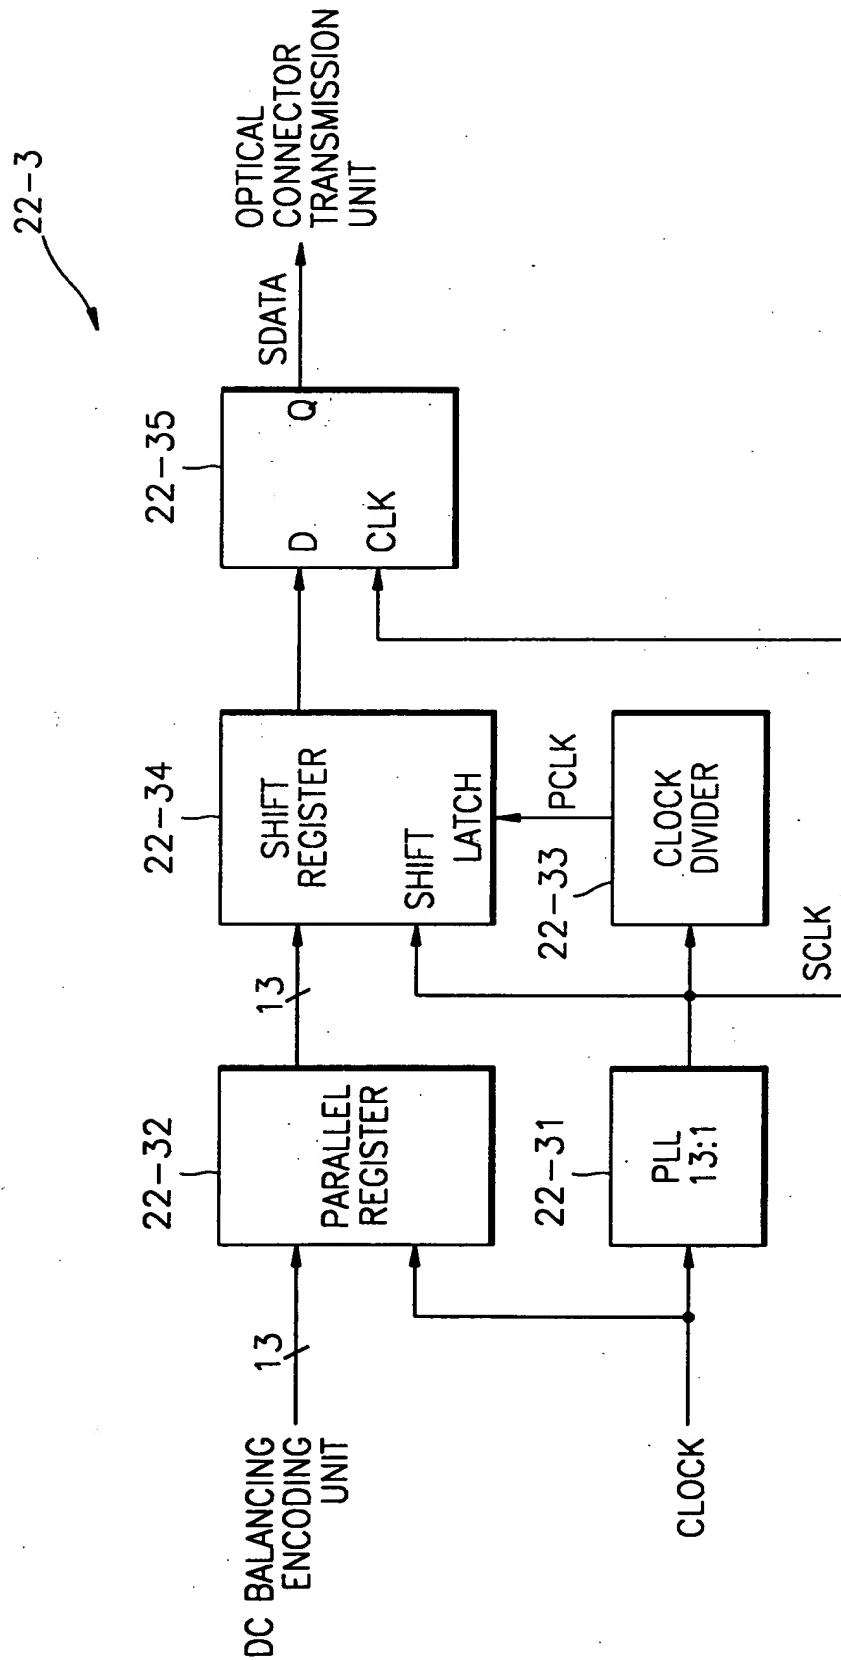 22-3
DC BALANCING
ENCODING
UNIT
13
22-32
PARALLEL
REGISTER
13
22-34
SHIFT
REGISTER
SHIFT
LATCH
22-35
D
Q
CLK
SDATA
OPTICAL
CONNECTOR
TRANSMISSION
UNIT
CLOCK
22-31
PLL
13:1
22-33
CLOCK
DIVIDER
PCLK
SCLK